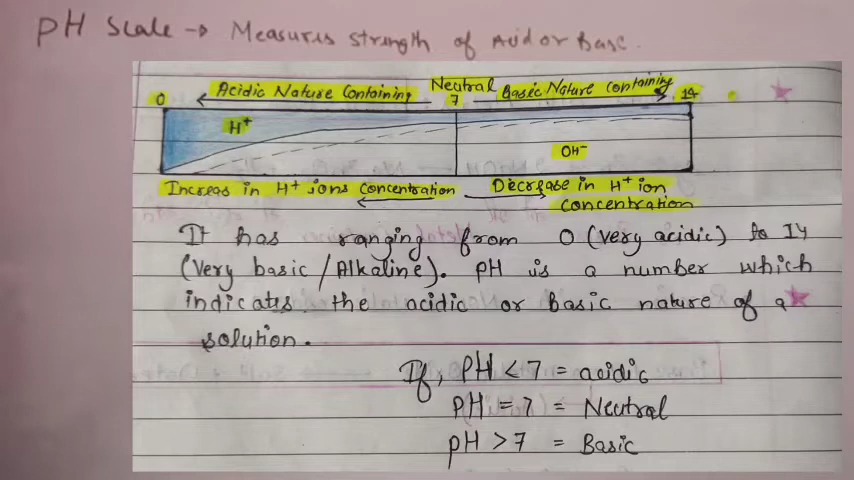 PH Scale → Measures strength of Acid or Base.
0 ← Acidic Nature Containing Neutral 7 Basic Nature containing → 14
H⁺
OH⁻
Increas in H⁺ ions Concentration ← → Decrease in H⁺ ion
concentration
It has ranging from 0 (very acidic) to 14
(Very basic / Alkaline). pH is a number which
indicates the acidic or basic nature of a
solution.
If, PH < 7 = acidic
PH = 7 = Neutral
pH > 7 = Basic